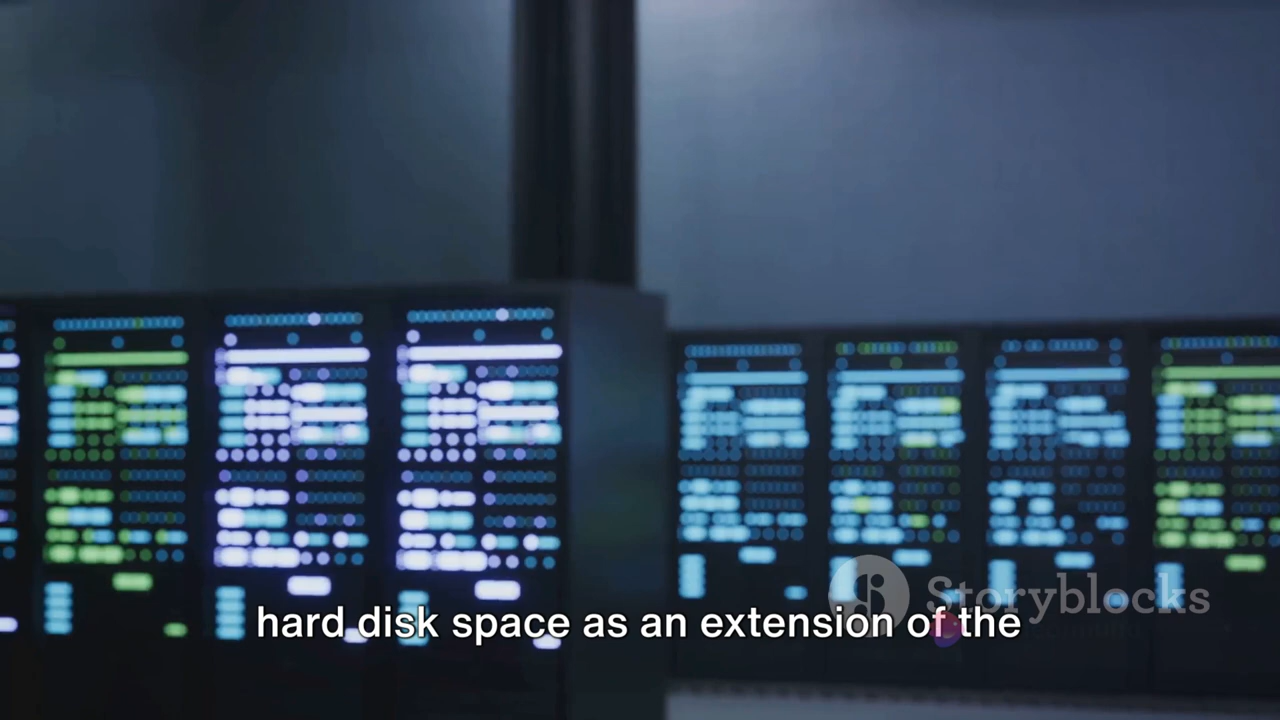 hard disk space as an extension of the
Storyblocks